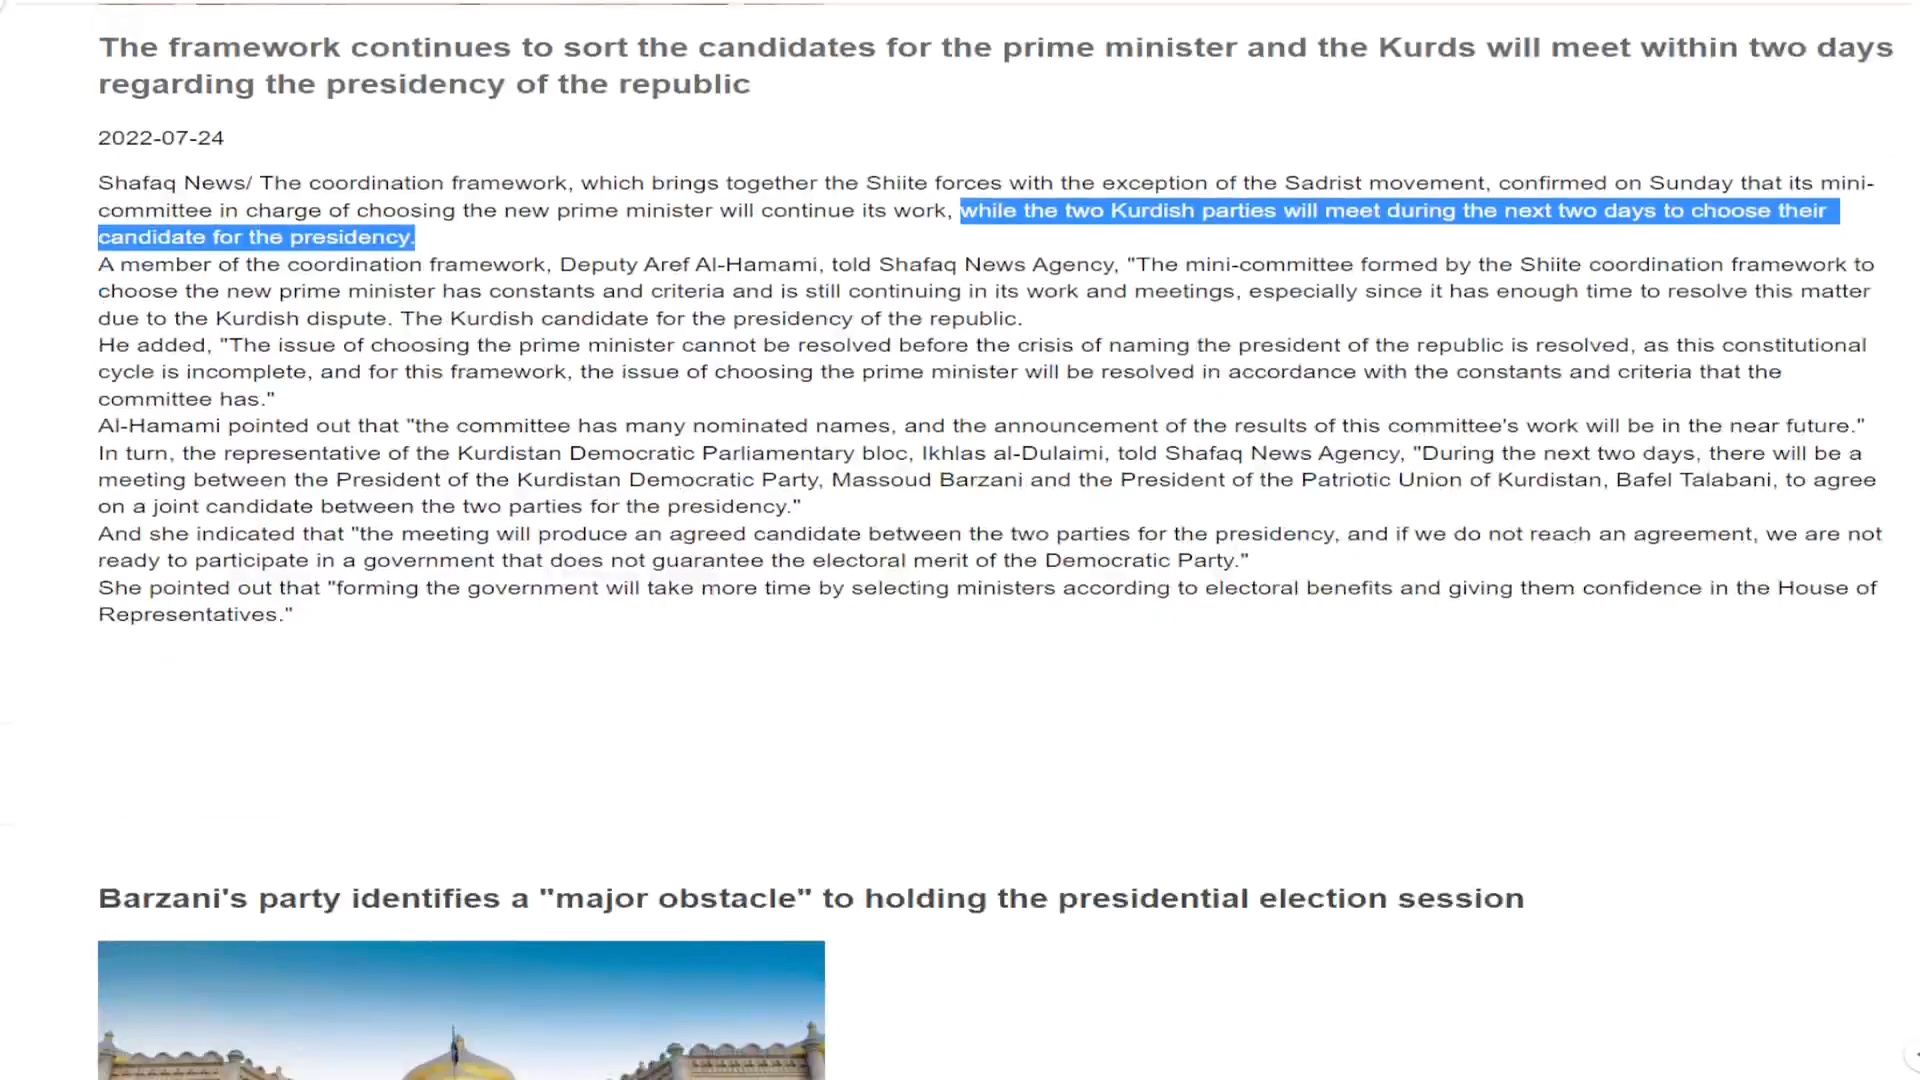 The framework continues to sort the candidates for the prime minister and the Kurds will meet within two days
regarding the presidency of the republic
2022-07-24
Shafaq News/ The coordination framework, which brings together the Shiite forces with the exception of the Sadrist movement, confirmed on Sunday that its mini-
committee in charge of choosing the new prime minister will continue its work, while the two Kurdish parties will meet during the next two days to choose their
candidate for the presidency.
A member of the coordination framework, Deputy Aref Al-Hamami, told Shafaq News Agency, "The mini-committee formed by the Shiite coordination framework to
choose the new prime minister has constants and criteria and is still continuing in its work and meetings, especially since it has enough time to resolve this matter
due to the Kurdish dispute. The Kurdish candidate for the presidency of the republic.
He added, "The issue of choosing the prime minister cannot be resolved before the crisis of naming the president of the republic is resolved, as this constitutional
cycle is incomplete, and for this framework, the issue of choosing the prime minister will be resolved in accordance with the constants and criteria that the
committee has."
Al-Hamami pointed out that "the committee has many nominated names, and the announcement of the results of this committee's work will be in the near future."
In turn, the representative of the Kurdistan Democratic Parliamentary bloc, Ikhlas al-Dulaimi, told Shafaq News Agency, "During the next two days, there will be a
meeting between the President of the Kurdistan Democratic Party, Massoud Barzani and the President of the Patriotic Union of Kurdistan, Bafel Talabani, to agree
on a joint candidate between the two parties for the presidency."
And she indicated that "the meeting will produce an agreed candidate between the two parties for the presidency, and if we do not reach an agreement, we are not
ready to participate in a government that does not guarantee the electoral merit of the Democratic Party."
She pointed out that "forming the government will take more time by selecting ministers according to electoral benefits and giving them confidence in the House of
Representatives."
Barzani's party identifies a "major obstacle" to holding the presidential election session